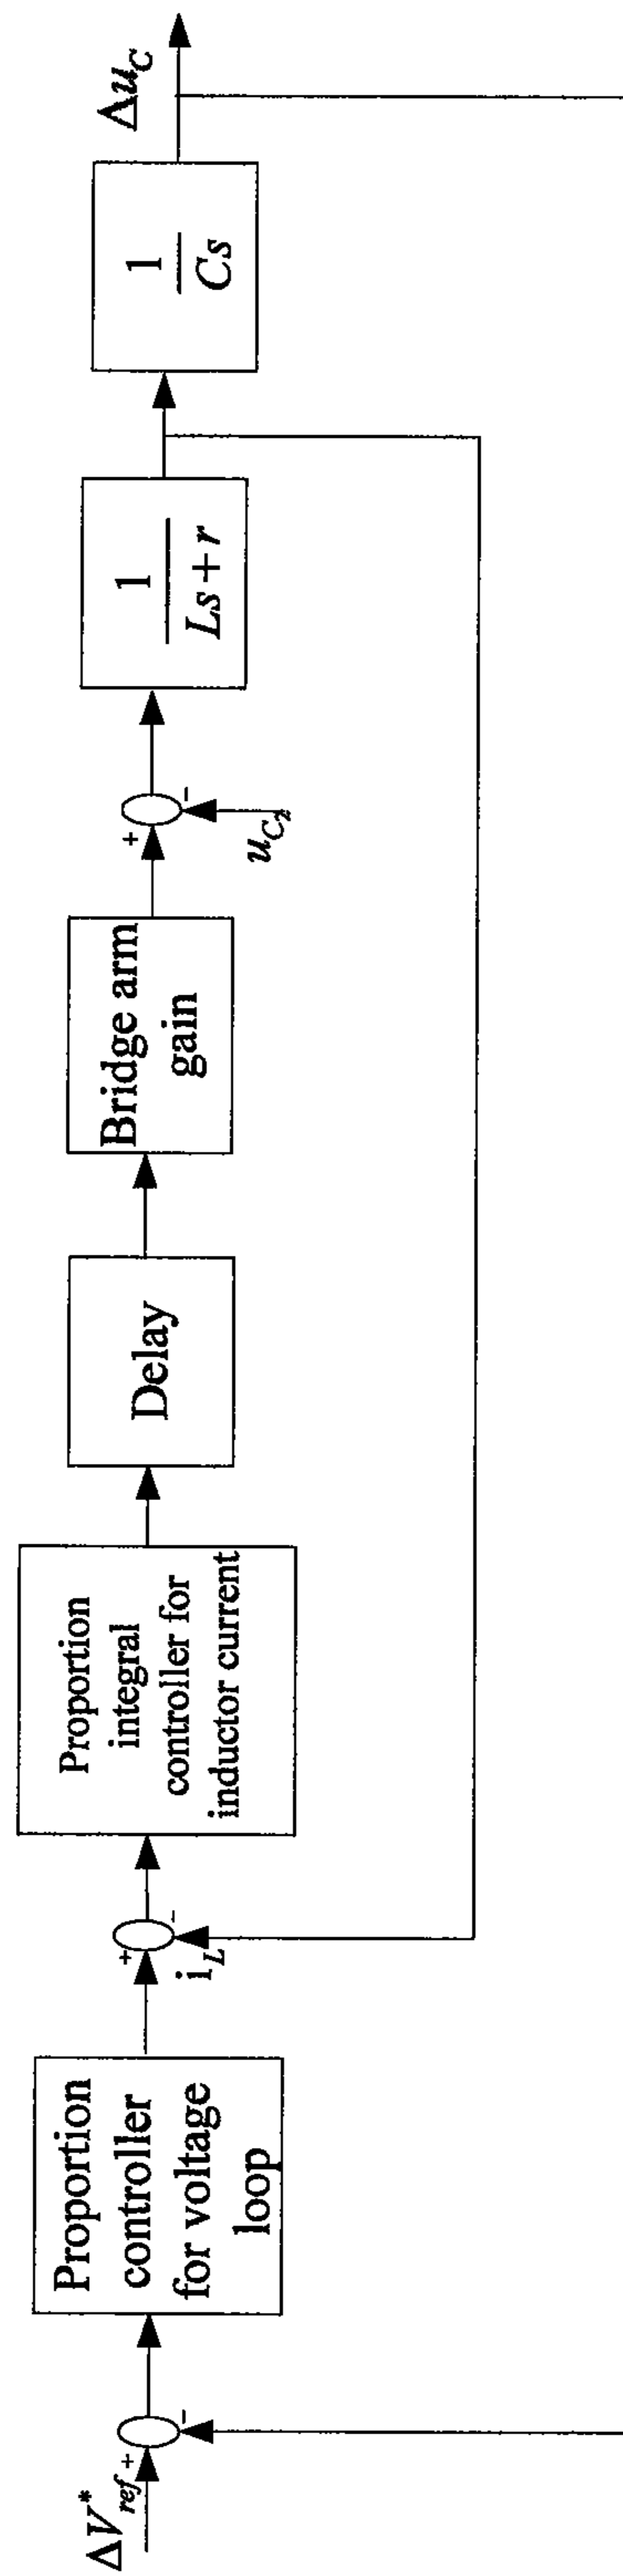 ΔV*ref
+
-
Proportion
controller
for voltage
loop
+
-
iL
Proportion
integral
controller for
inductor current
Delay
Bridge arm
gain
+
-
uC2
1
Ls+r
1
Cs
ΔuC